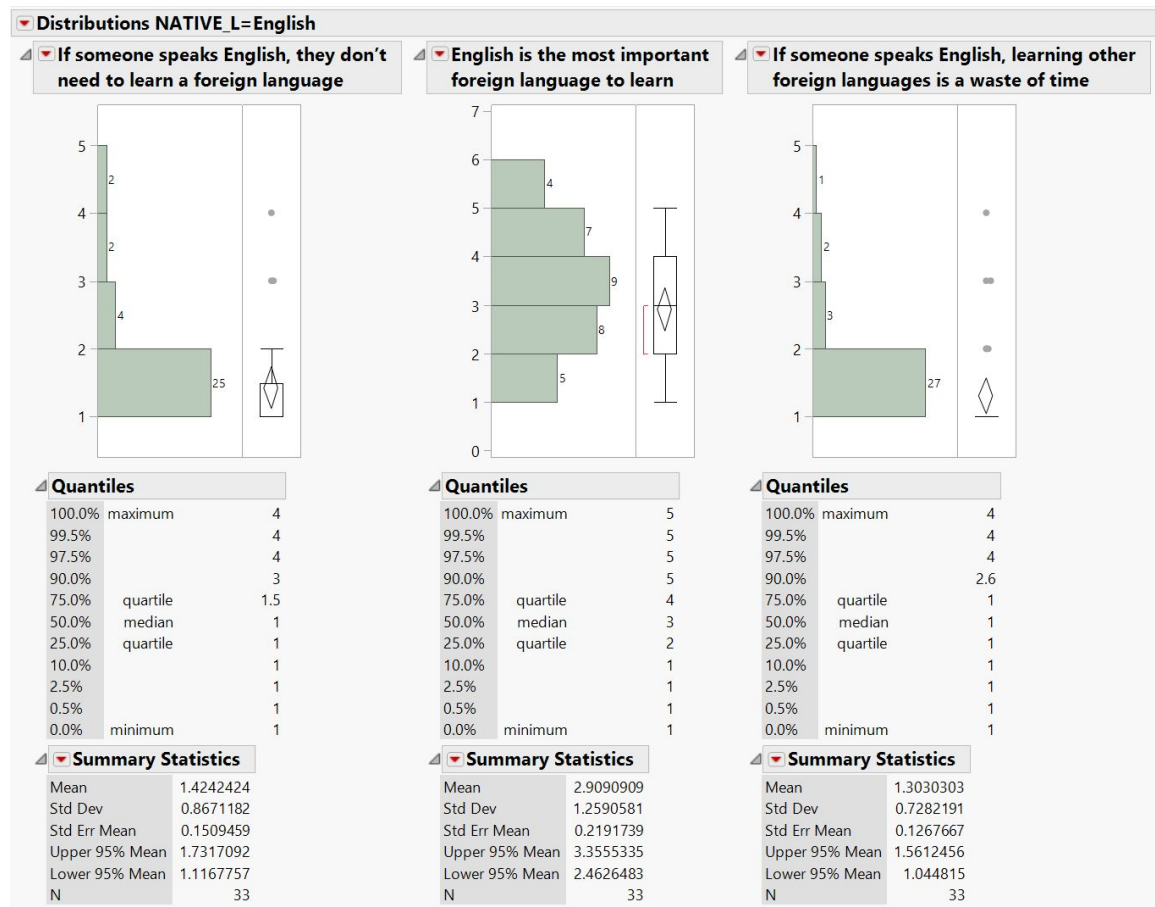 Distributions NATIVE_L=English
If someone speaks English, they don’t
need to learn a foreign language
5
4
3
2
1
2
2
4
25
Quantiles
100.0% maximum 4
99.5% 4
97.5% 4
90.0% 3
75.0% quartile 1.5
50.0% median 1
25.0% quartile 1
10.0% 1
2.5% 1
0.5% 1
0.0% minimum 1
Summary Statistics
Mean 1.4242424
Std Dev 0.8671182
Std Err Mean 0.1509459
Upper 95% Mean 1.7317092
Lower 95% Mean 1.1167757
N 33
English is the most important
foreign language to learn
7
6
5
4
3
2
1
0
4
7
9
8
5
Quantiles
100.0% maximum 5
99.5% 5
97.5% 5
90.0% 5
75.0% quartile 4
50.0% median 3
25.0% quartile 2
10.0% 1
2.5% 1
0.5% 1
0.0% minimum 1
Summary Statistics
Mean 2.9090909
Std Dev 1.2590581
Std Err Mean 0.2191739
Upper 95% Mean 3.3555335
Lower 95% Mean 2.4626483
N 33
If someone speaks English, learning other
foreign languages is a waste of time
5
4
3
2
1
1
2
3
27
Quantiles
100.0% maximum 4
99.5% 4
97.5% 4
90.0% 2.6
75.0% quartile 1
50.0% median 1
25.0% quartile 1
10.0% 1
2.5% 1
0.5% 1
0.0% minimum 1
Summary Statistics
Mean 1.3030303
Std Dev 0.7282191
Std Err Mean 0.1267667
Upper 95% Mean 1.5612456
Lower 95% Mean 1.044815
N 33